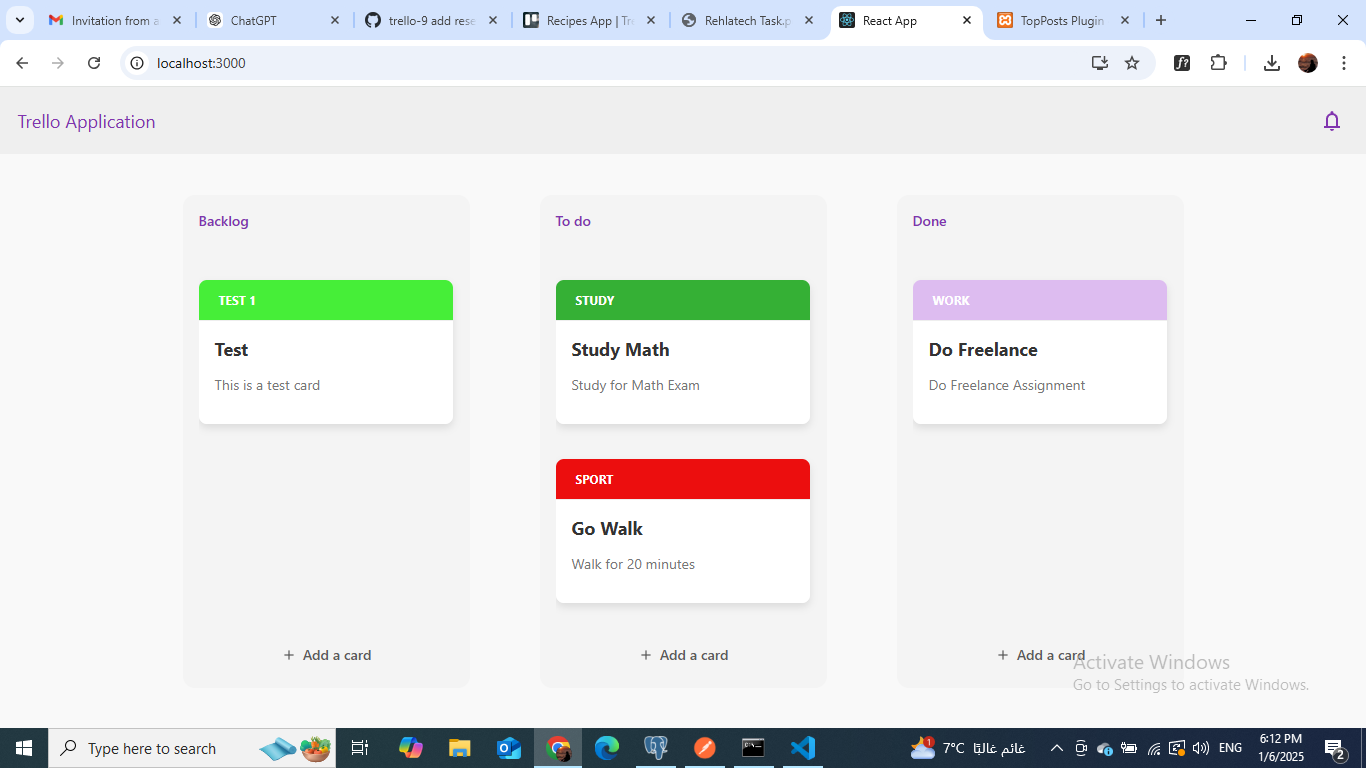 Invitation from a
ChatGPT
trello-9 add rese
Recipes App | Tre
Rehlatech Task.p
React App
TopPosts Plugin
localhost:3000
f?
Trello Application
Backlog
To do
Done
TEST 1
STUDY
WORK
Test
Study Math
Do Freelance
This is a test card
Study for Math Exam
Do Freelance Assignment
SPORT
Go Walk
Walk for 20 minutes
+ Add a card
+ Add a card
+ Add a card
Activate Windows
Go to Settings to activate Windows.
Type here to search
1
7°C غائم غالبًا
ENG
6:12 PM
1/6/2025
2